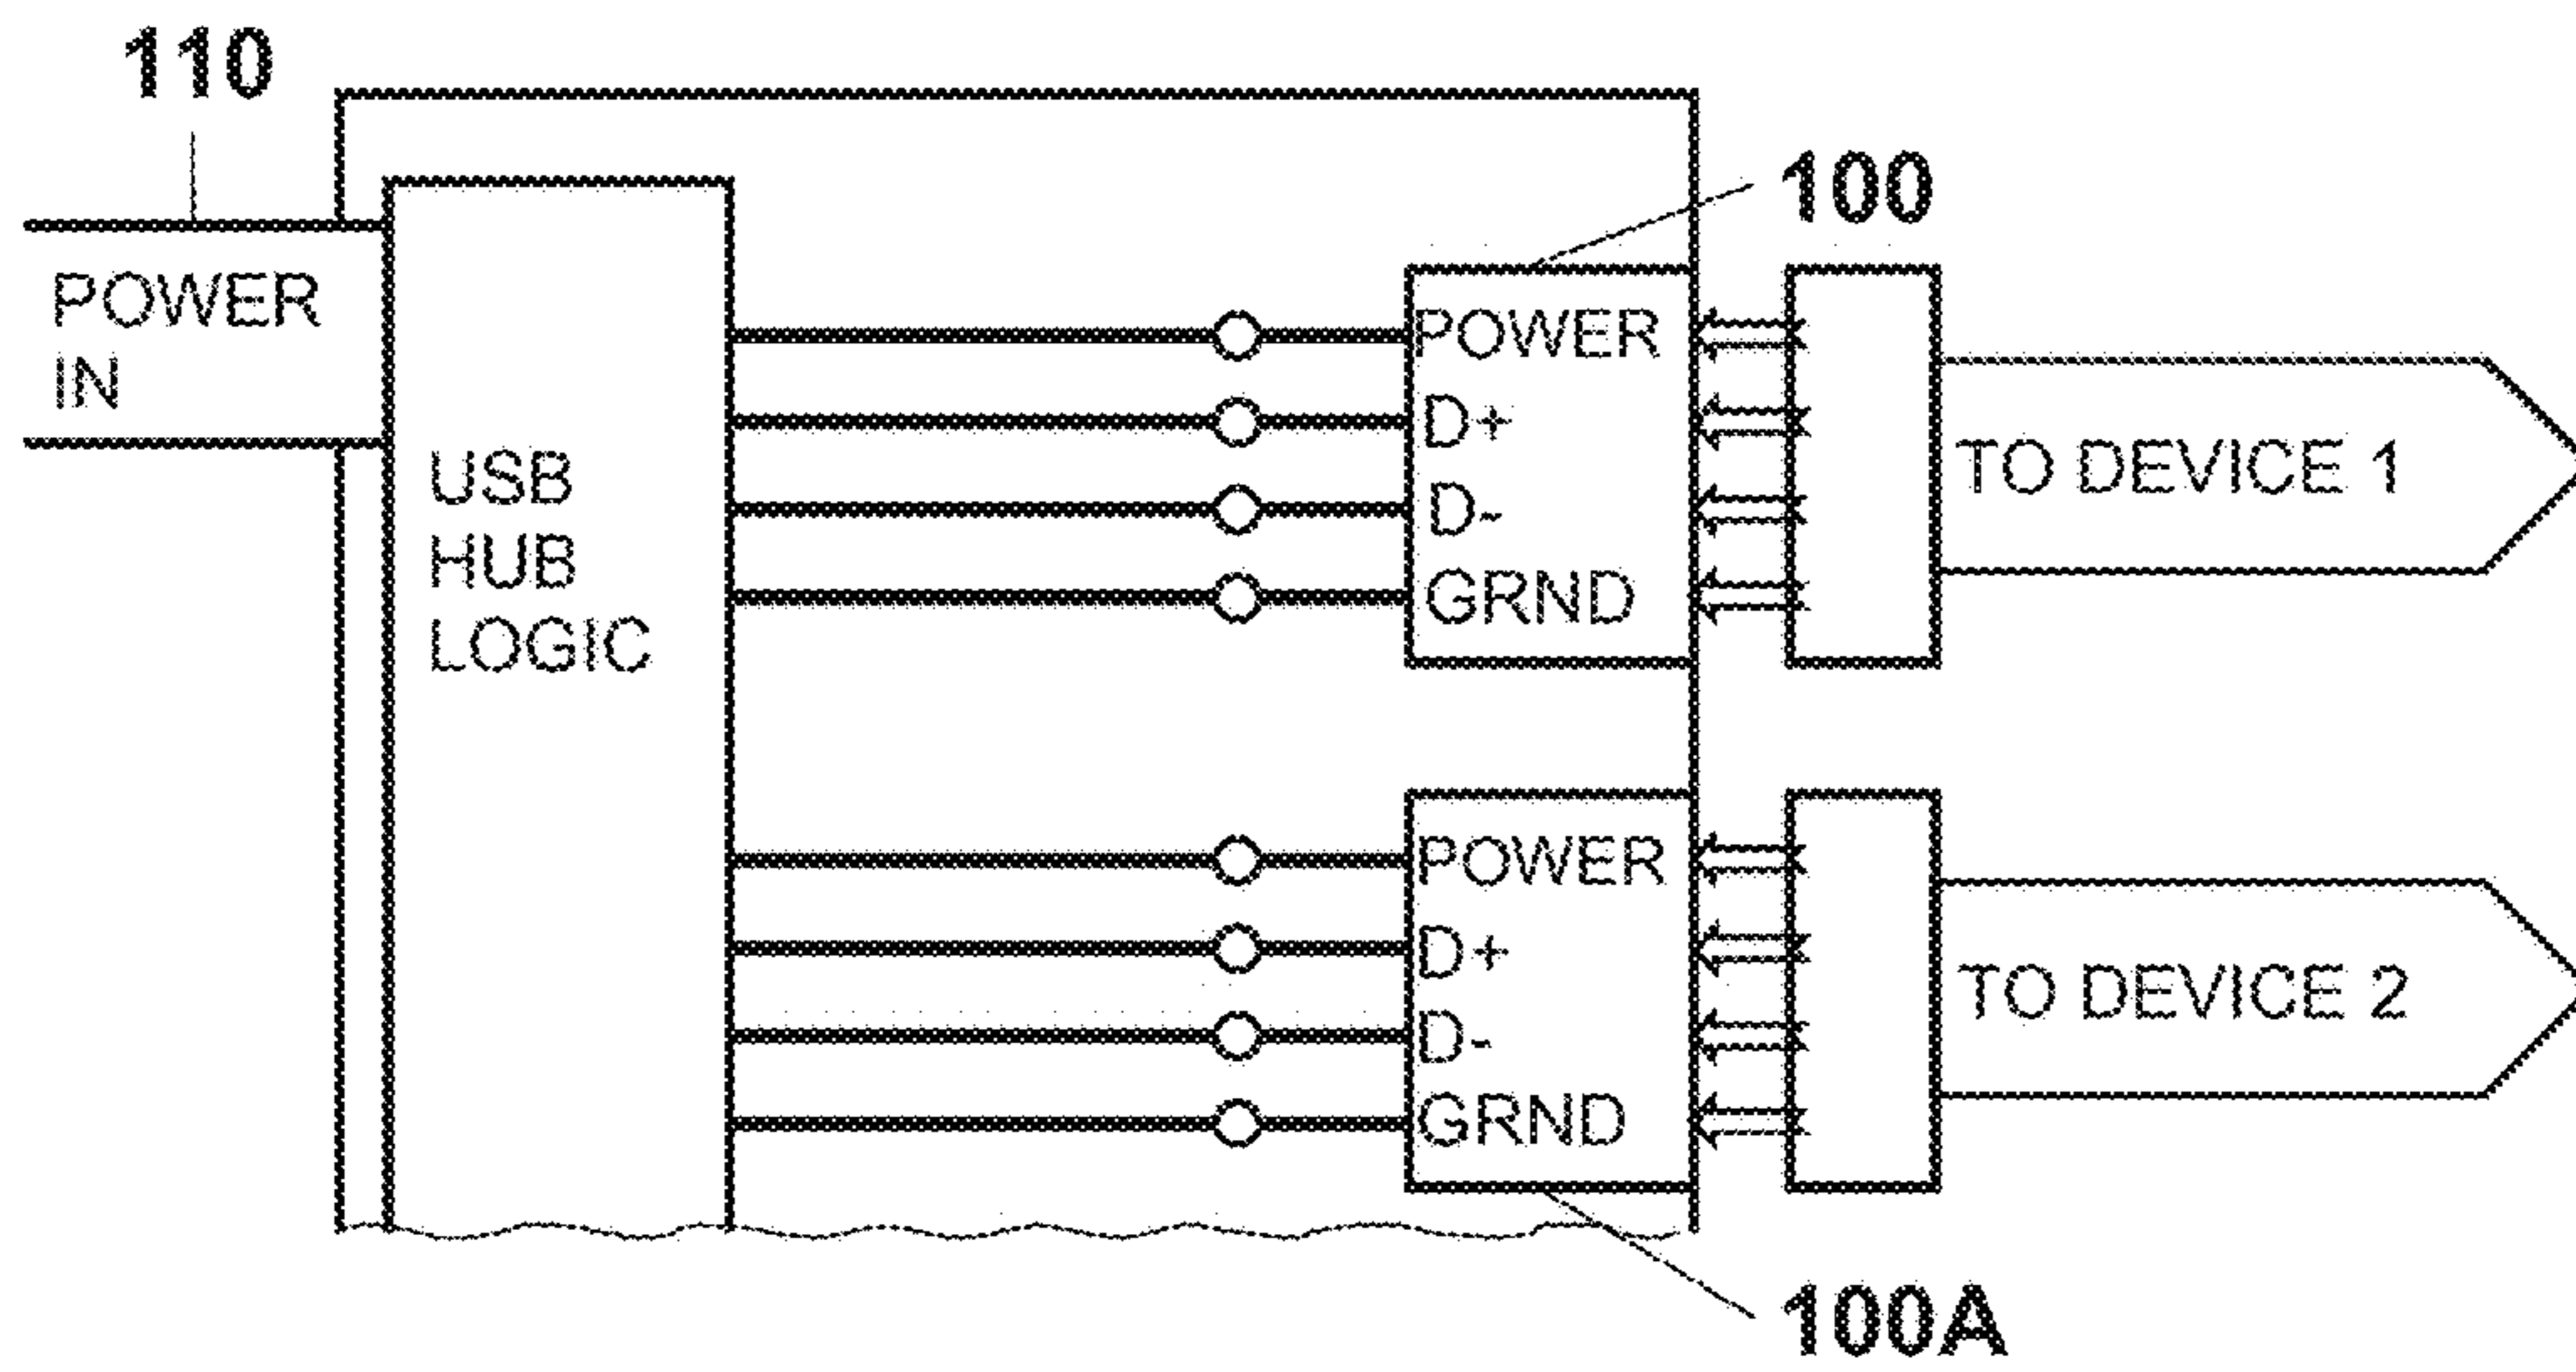 110
100
POWER
IN
USB
HUB
LOGIC
POWER
D+
D-
GRND
TO DEVICE 1
POWER
D+
D-
GRND
TO DEVICE 2
100A